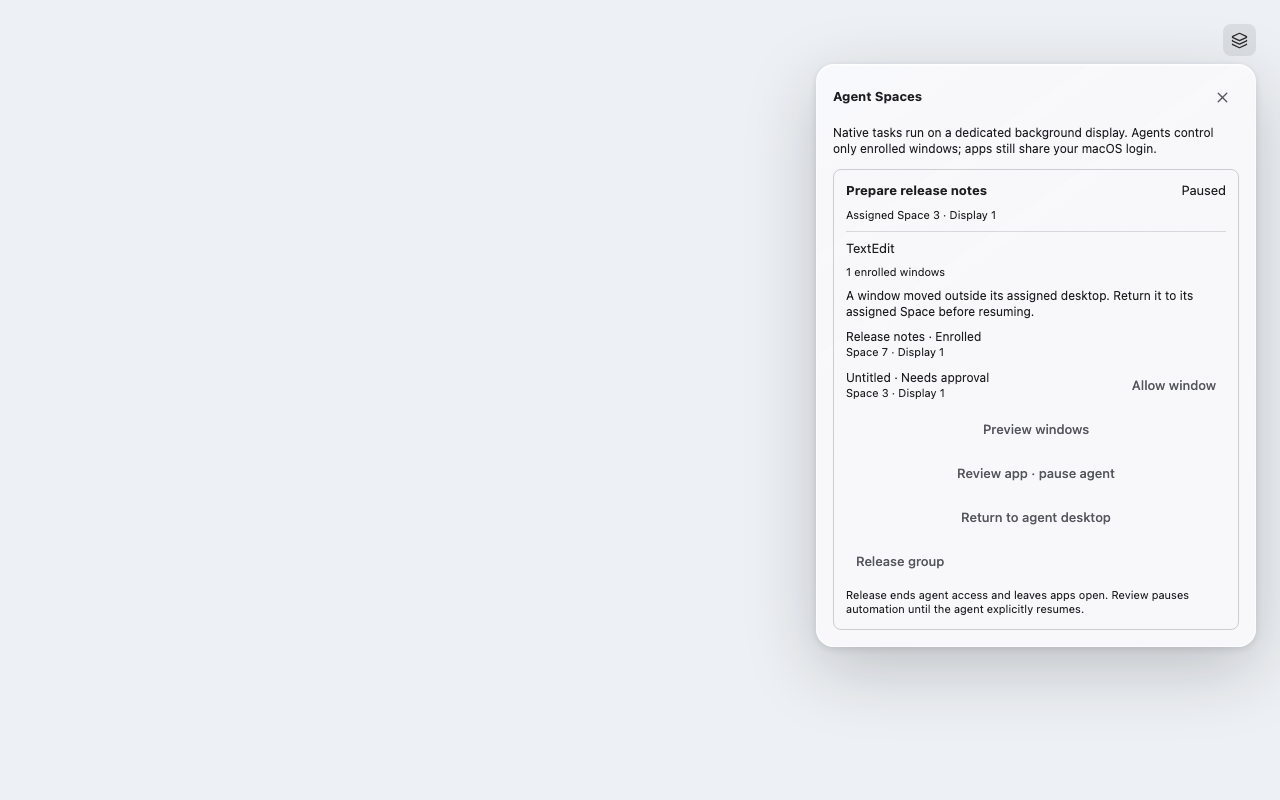 Agent Spaces
Native tasks run on a dedicated background display. Agents control
only enrolled windows; apps still share your macOS login.
Prepare release notes
Paused
Assigned Space 3 · Display 1
TextEdit
1 enrolled windows
A window moved outside its assigned desktop. Return it to its
assigned Space before resuming.
Release notes · Enrolled
Space 7 · Display 1
Untitled · Needs approval
Space 3 · Display 1
Allow window
Preview windows
Review app · pause agent
Return to agent desktop
Release group
Release ends agent access and leaves apps open. Review pauses
automation until the agent explicitly resumes.